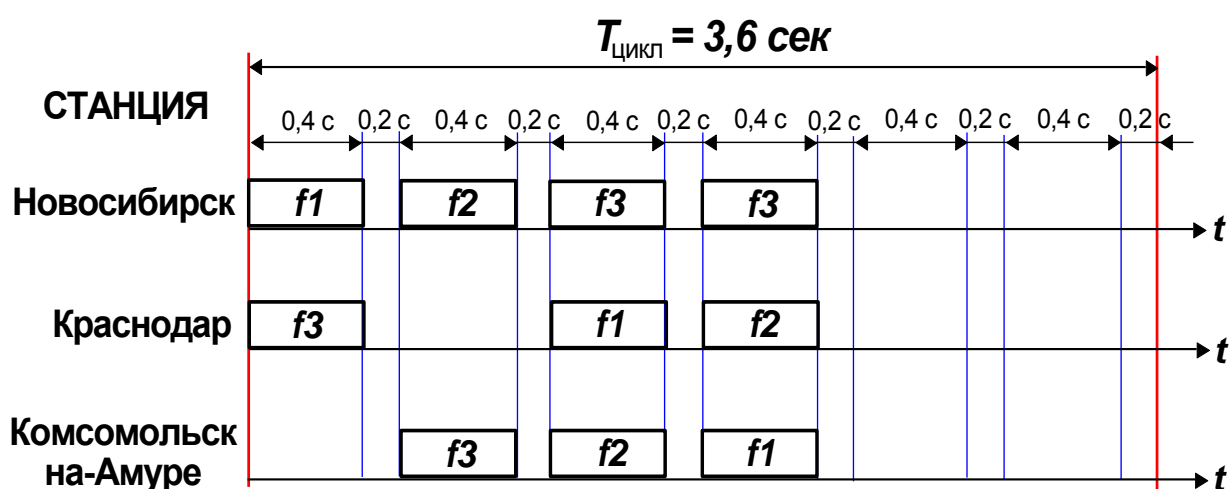 Tцикл = 3,6 сек
СТАНЦИЯ
0,4 с 0,2 с 0,4 с 0,2 с 0,4 с 0,2 с 0,4 с 0,2 с 0,4 с 0,2 с 0,4 с 0,2 с
Новосибирск f1 f2 f3 f3
t
Краснодар f3 f1 f2
t
Комсомольск
на-Амуре f3 f2 f1
t